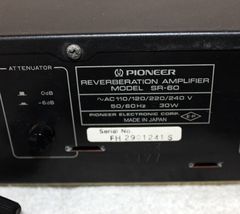 ATTENUATOR
0dB
-6dB
PIONEER
REVERBERATION AMPLIFIER
MODEL SR-60
~AC110/120/220/240 V
50/60Hz 30W
PIONEER ELECTRONIC CORP.
MADE IN JAPAN
Serial No.
FH 2901241 S